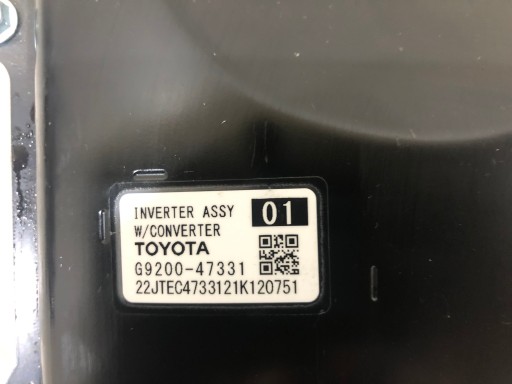 INVERTER ASSY 01
W/CONVERTER
TOYOTA
G9200-47331
22JTEC4733121K120751